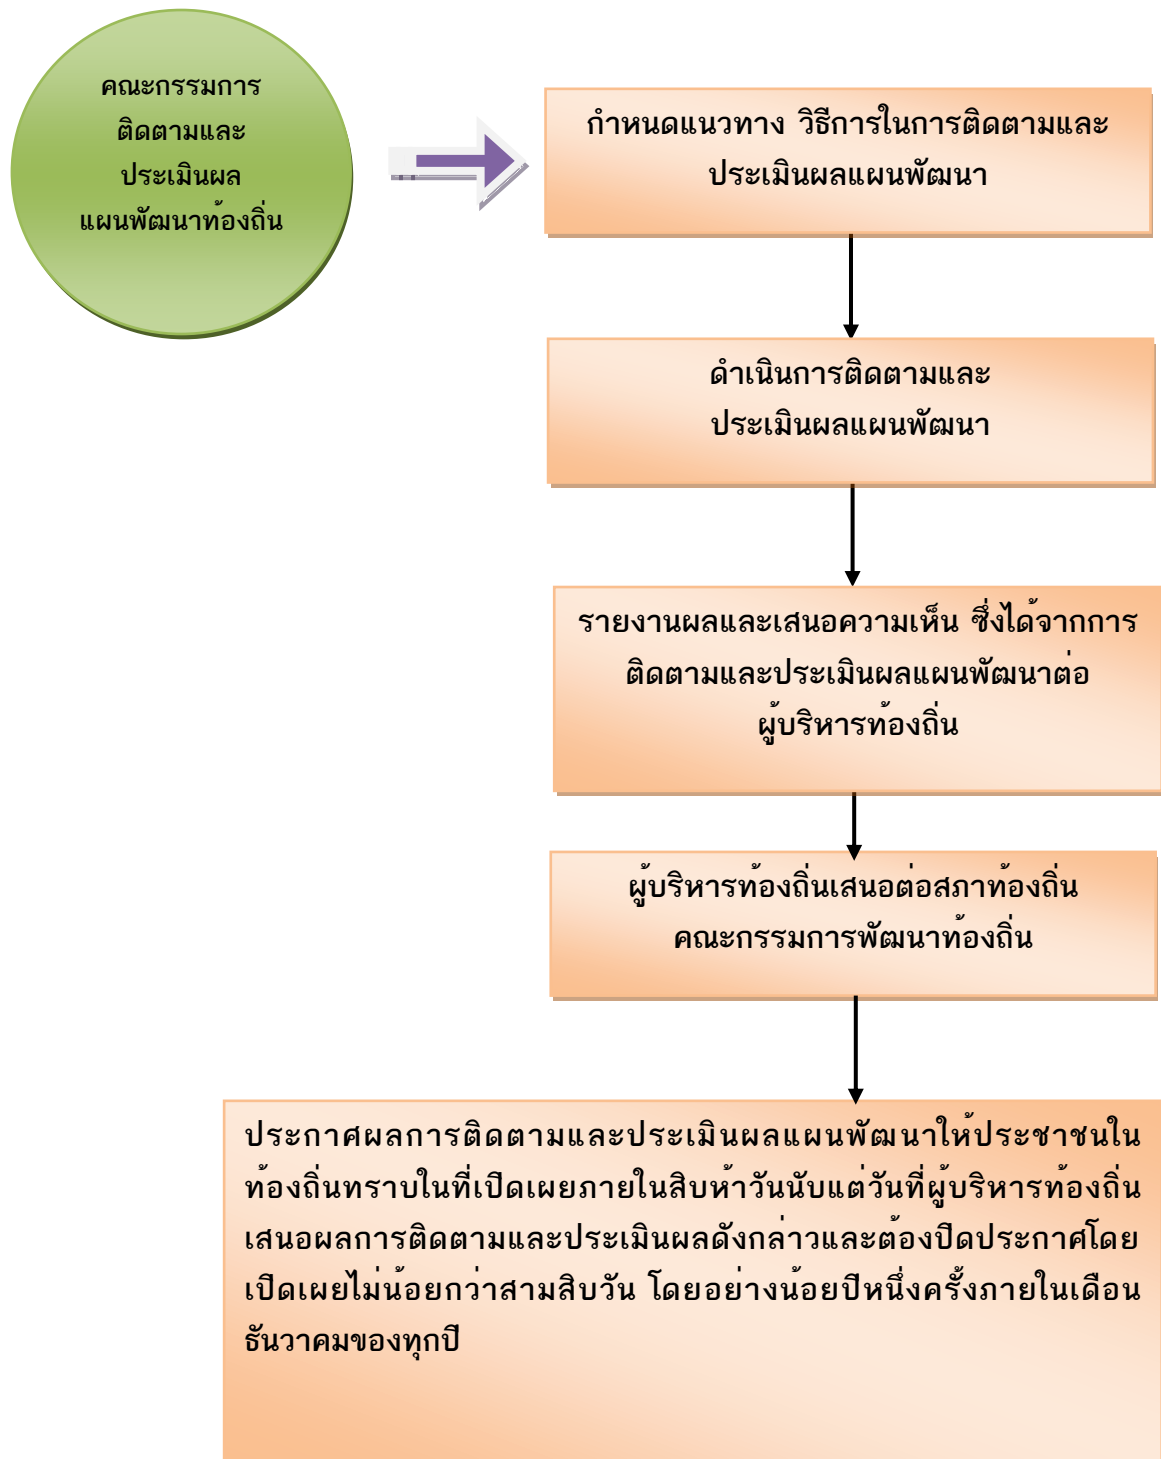 คณะกรรมการ
ติดตามและ
ประเมินผล
แผนพัฒนาท้องถิ่น
กำหนดแนวทาง วิธีการในการติดตามและ
ประเมินผลแผนพัฒนา
ดำเนินการติดตามและ
ประเมินผลแผนพัฒนา
รายงานผลและเสนอความเห็น ซึ่งได้จากการ
ติดตามและประเมินผลแผนพัฒนาต่อ
ผู้บริหารท้องถิ่น
ผู้บริหารท้องถิ่นเสนอต่อสภาท้องถิ่น
คณะกรรมการพัฒนาท้องถิ่น
ประกาศผลการติดตามและประเมินผลแผนพัฒนาให้ประชาชนใน
ท้องถิ่นทราบในที่เปิดเผยภายในสิบห้าวันนับแต่วันที่ผู้บริหารท้องถิ่น
เสนอผลการติดตามและประเมินผลดังกล่าวและต้องปิดประกาศโดย
เปิดเผยไม่น้อยกว่าสามสิบวัน โดยอย่างน้อยปีหนึ่งครั้งภายในเดือน
ธันวาคมของทุกปี